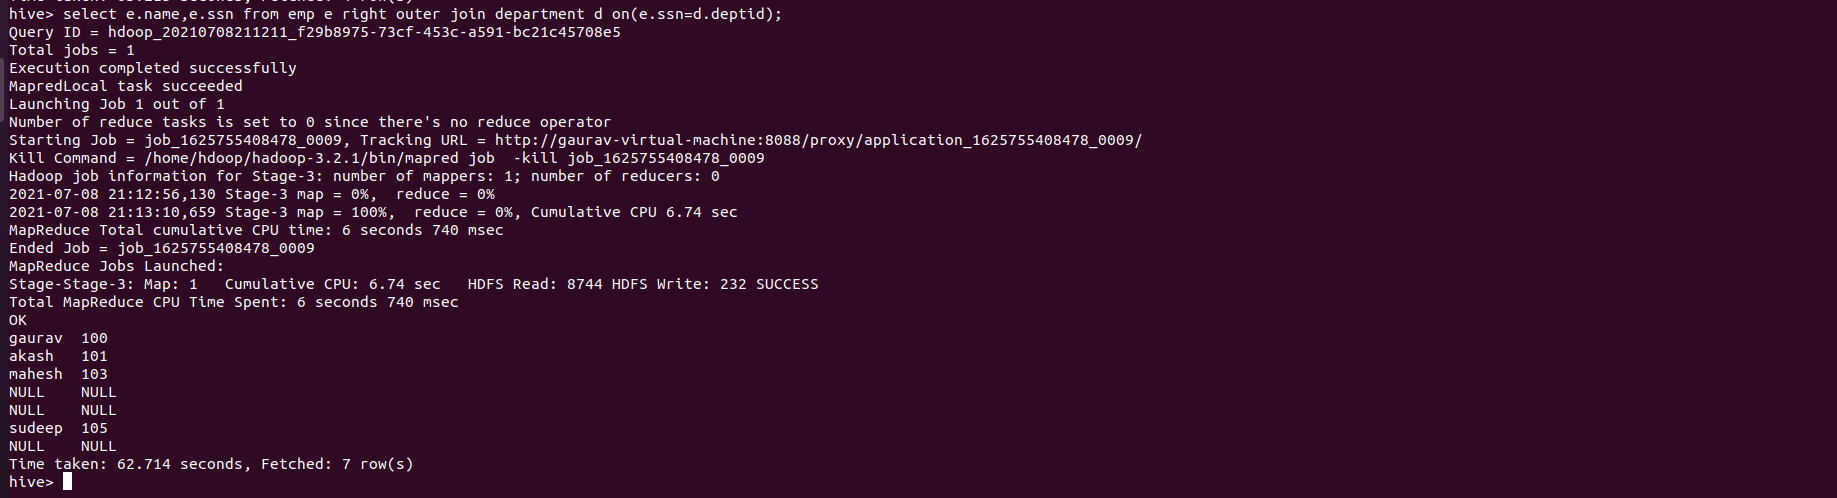 hive> select e.name,e.ssn from emp e right outer join department d on(e.ssn=d.deptid);
Query ID = hdoop_20210708211211_f29b8975-73cf-453c-a591-bc21c45708e5
Total jobs = 1
Execution completed successfully
MapredLocal task succeeded
Launching Job 1 out of 1
Number of reduce tasks is set to 0 since there's no reduce operator
Starting Job = job_1625755408478_0009, Tracking URL = http://gaurav-virtual-machine:8088/proxy/application_1625755408478_0009/
Kill Command = /home/hdoop/hadoop-3.2.1/bin/mapred job  -kill job_1625755408478_0009
Hadoop job information for Stage-3: number of mappers: 1; number of reducers: 0
2021-07-08 21:12:56,130 Stage-3 map = 0%,  reduce = 0%
2021-07-08 21:13:10,659 Stage-3 map = 100%,  reduce = 0%, Cumulative CPU 6.74 sec
MapReduce Total cumulative CPU time: 6 seconds 740 msec
Ended Job = job_1625755408478_0009
MapReduce Jobs Launched:
Stage-Stage-3: Map: 1   Cumulative CPU: 6.74 sec   HDFS Read: 8744 HDFS Write: 232 SUCCESS
Total MapReduce CPU Time Spent: 6 seconds 740 msec
OK
gaurav  100
akash   101
mahesh  103
NULL    NULL
NULL    NULL
sudeep  105
NULL    NULL
Time taken: 62.714 seconds, Fetched: 7 row(s)
hive>